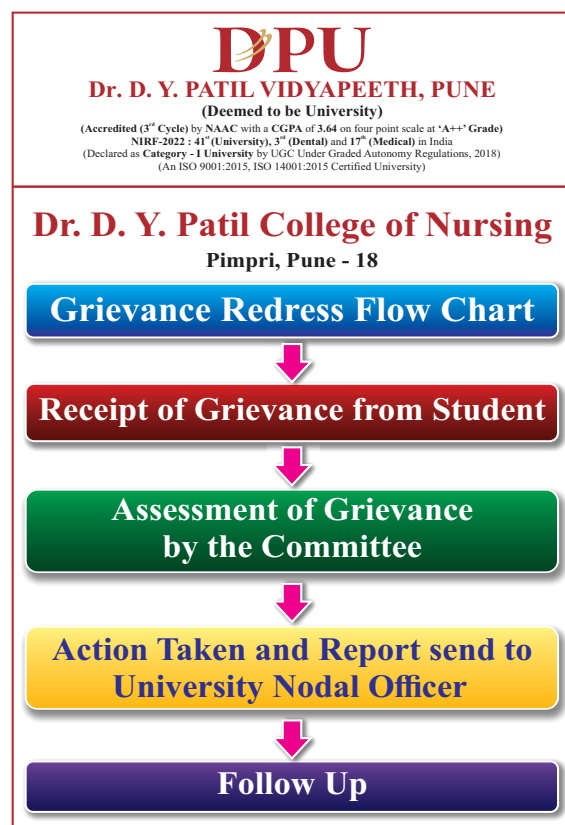 DPU
Dr. D. Y. PATIL VIDYAPEETH, PUNE
(Deemed to be University)
(Accredited (3rd Cycle) by NAAC with a CGPA of 3.64 on four point scale at ‘A++’ Grade)
NIRF-2022 : 41st (University), 3rd (Dental) and 17th (Medical) in India
(Declared as Category - I University by UGC Under Graded Autonomy Regulations, 2018)
(An ISO 9001:2015, ISO 14001:2015 Certified University)
Dr. D. Y. Patil College of Nursing
Pimpri, Pune - 18
Grievance Redress Flow Chart
Receipt of Grievance from Student
Assessment of Grievance
by the Committee
Action Taken and Report send to
University Nodal Officer
Follow Up